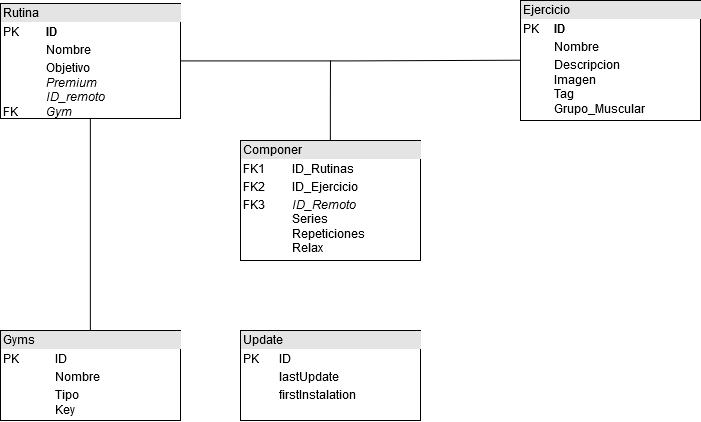 Rutina
PK ID
Nombre
Objetivo
Premium
ID_remoto
FK Gym
Ejercicio
PK ID
Nombre
Descripcion
Imagen
Tag
Grupo_Muscular
Componer
FK1 ID_Rutinas
FK2 ID_Ejercicio
FK3 ID_Remoto
Series
Repeticiones
Relax
Gyms
PK ID
Nombre
Tipo
Key
Update
PK ID
lastUpdate
firstInstalation